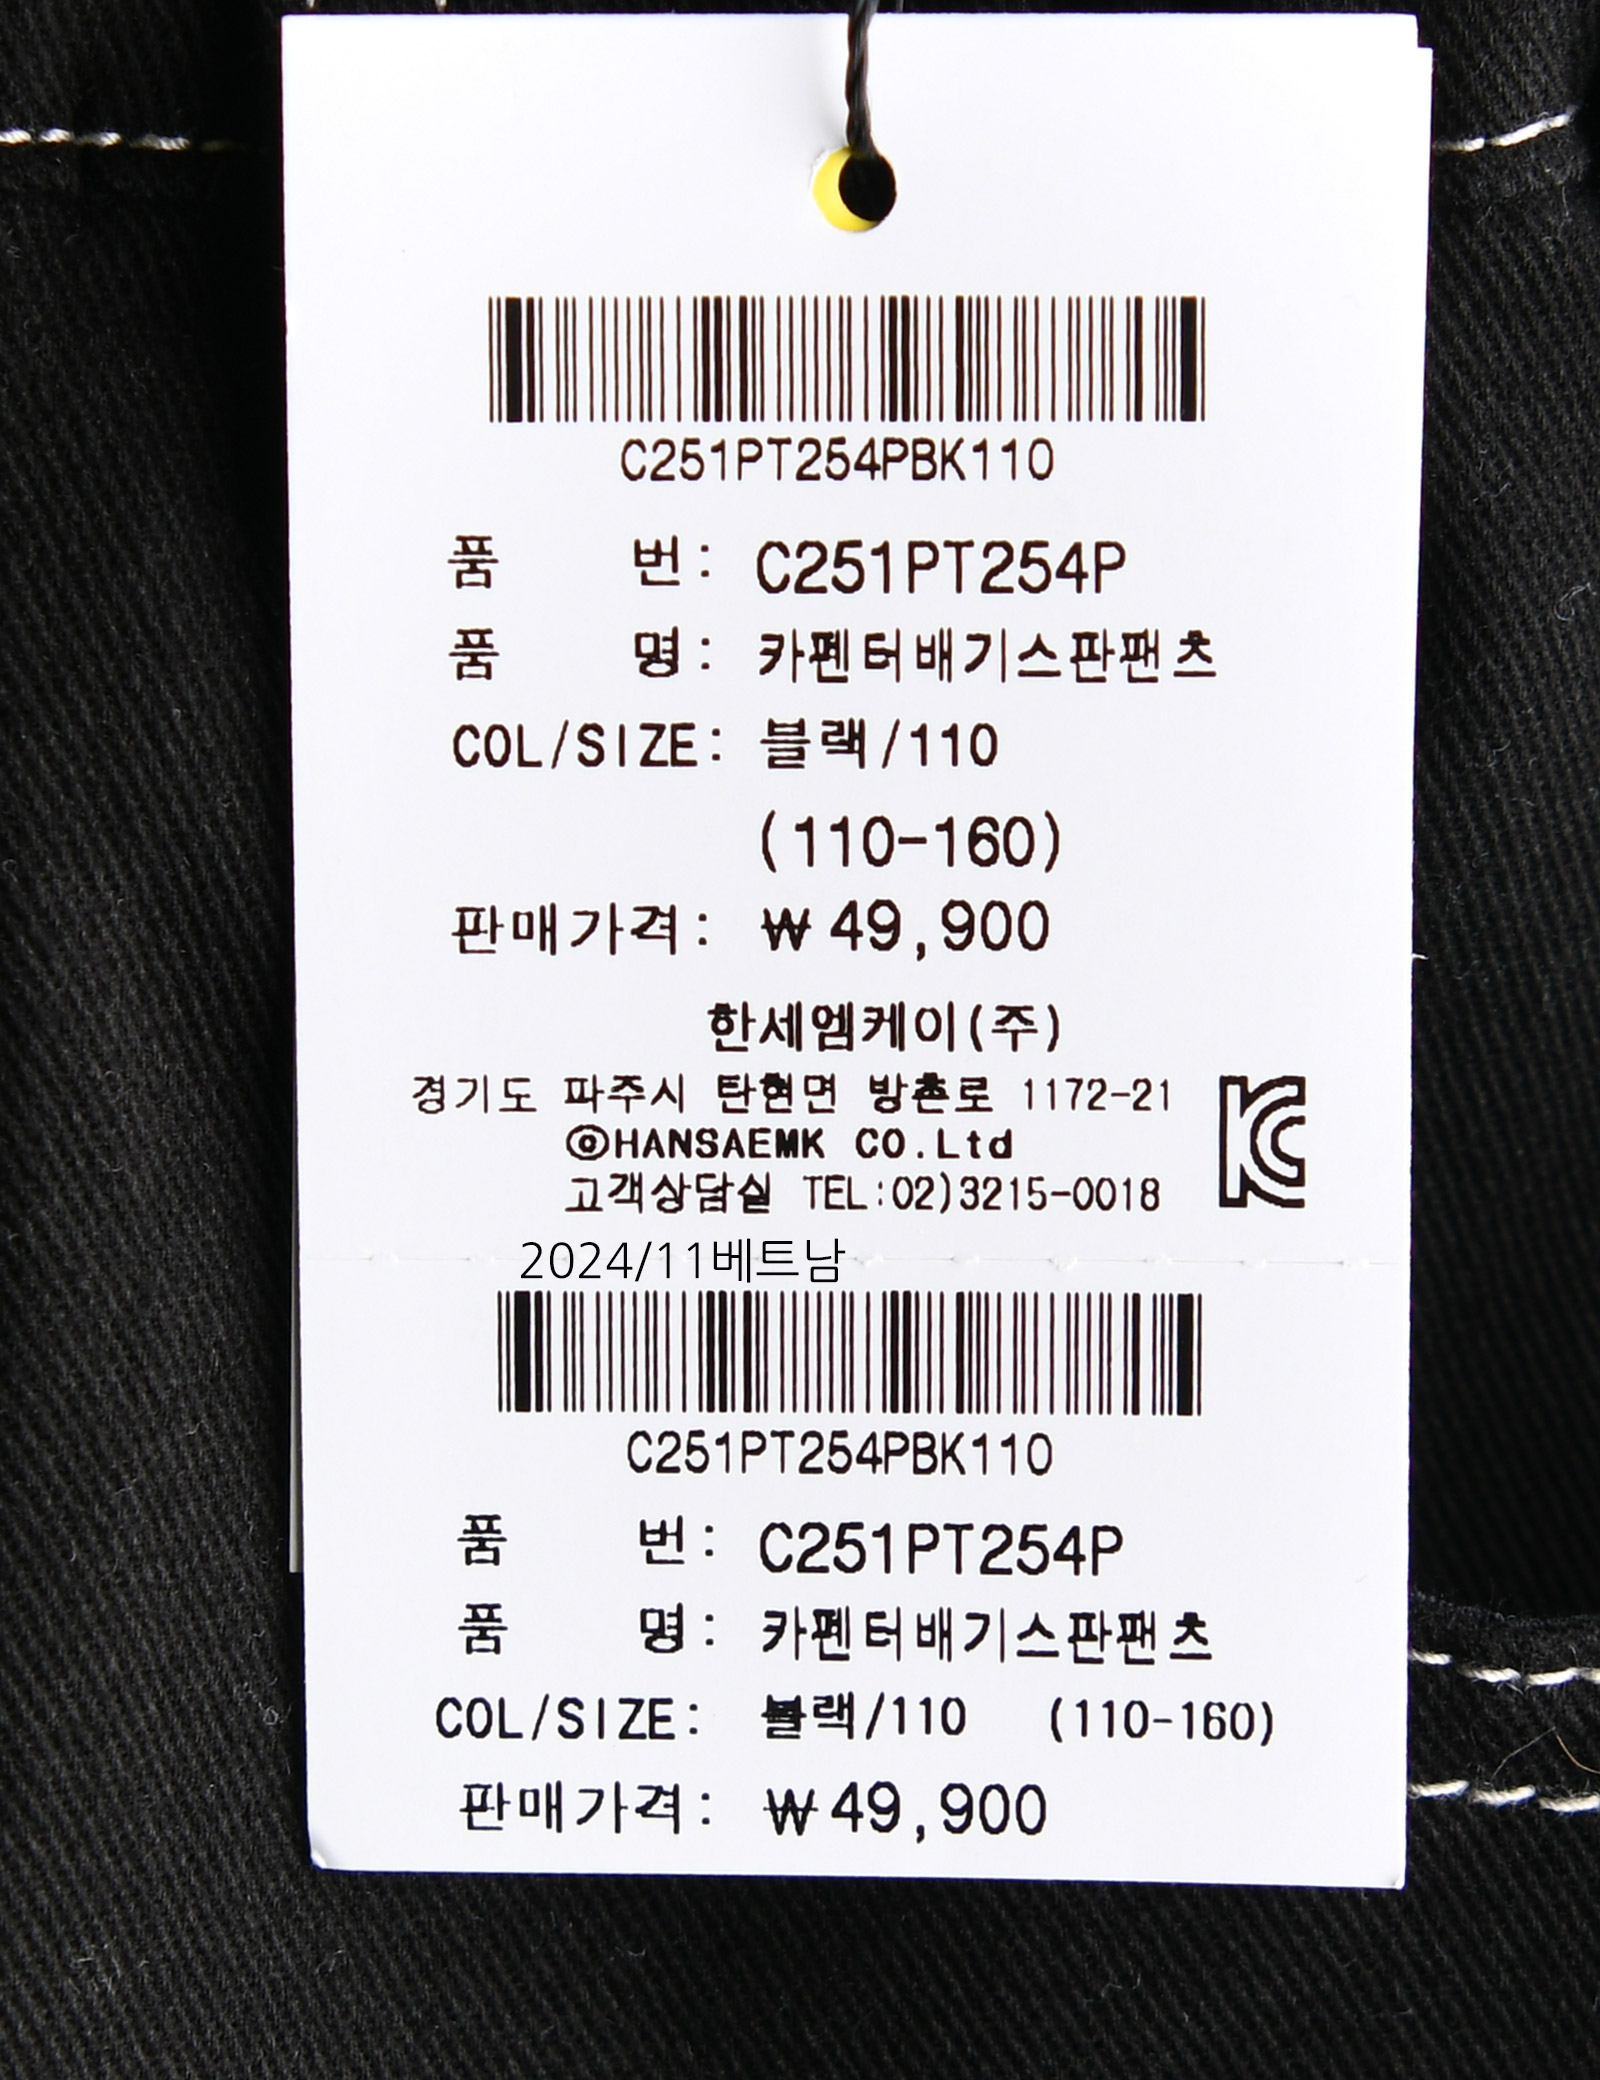 C251PT254PBK110
품 번: C251PT254P
품 명: 카펜터배기스판팬츠
COL/SIZE: 블랙/110
(110-160)
판매가격: ₩49,900
한세엠케이(주)
경기도 파주시 탄현면 방촌로 1172-21
ⓒHANSAEMK CO.Ltd
고객상담실 TEL:02)3215-0018
KC
2024/11베트남
C251PT254PBK110
품 번: C251PT254P
품 명: 카펜터배기스판팬츠
COL/SIZE: 블랙/110 (110-160)
판매가격: ₩49,900